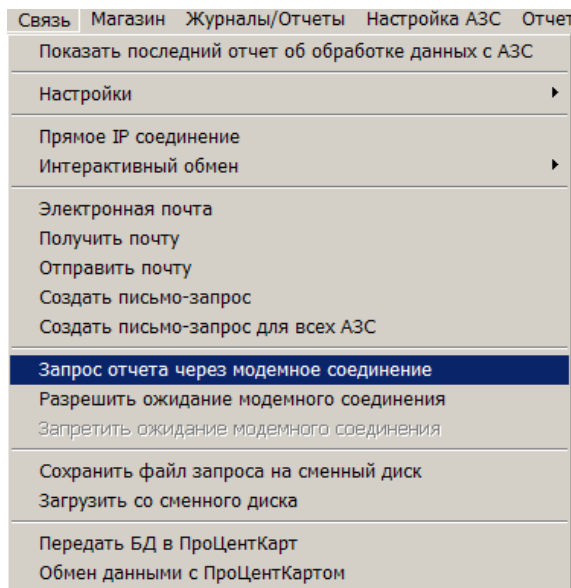 Связь Магазин Журналы/Отчеты Настройка АЗС Отчет
Показать последний отчет об обработке данных с АЗС
Настройки
Прямое IP соединение
Интерактивный обмен
Электронная почта
Получить почту
Отправить почту
Создать письмо-запрос
Создать письмо-запрос для всех АЗС
Запрос отчета через модемное соединение
Разрешить ожидание модемного соединения
Запретить ожидание модемного соединения
Сохранить файл запроса на сменный диск
Загрузить со сменного диска
Передать БД в ПроЦентКарт
Обмен данными с ПроЦентКартом